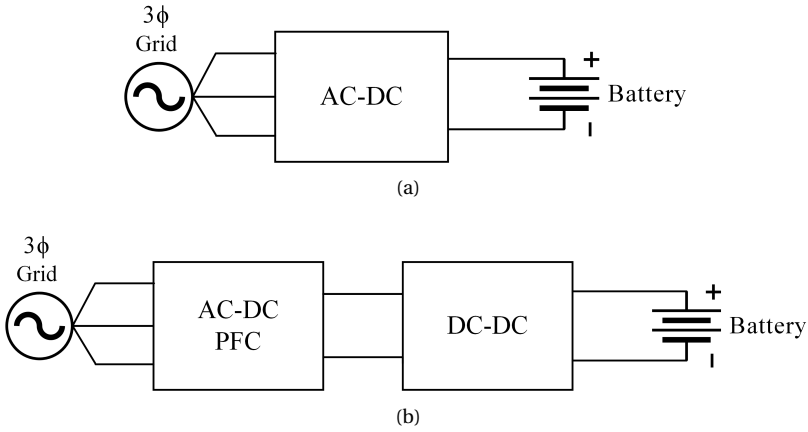 3ϕ
Grid
AC-DC
+
Battery
−
(a)
3ϕ
Grid
AC-DC
PFC
DC-DC
+
Battery
−
(b)